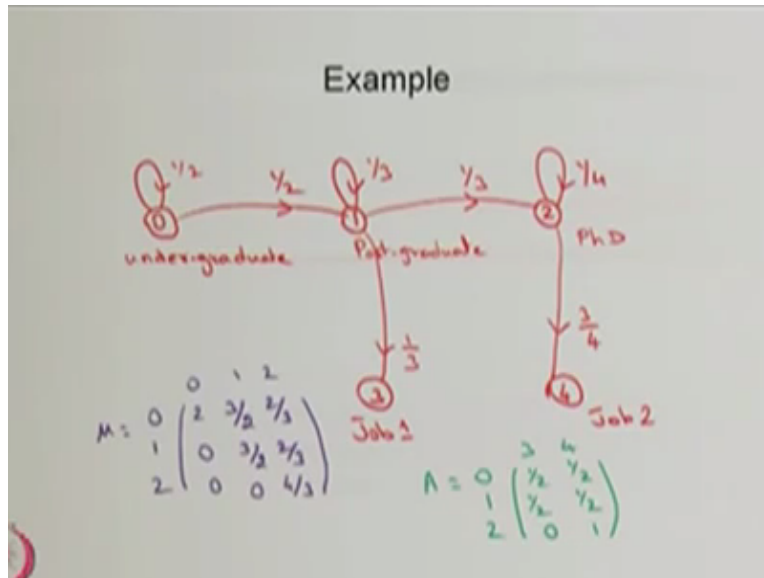 Example
1/2 1/2 1/3 1/3 1/4
0 1 2
under-graduate Post-graduate PhD
1/3 3/4
3 4
Job 1 Job 2
0 1 2
M = 0 ( 2 3/2 2/3 )
1 ( 0 3/2 2/3 )
2 ( 0 0 4/3 )
3 4
Λ = 0 ( 1/2 1/2 )
1 ( 1/2 1/2 )
2 ( 0 1 )